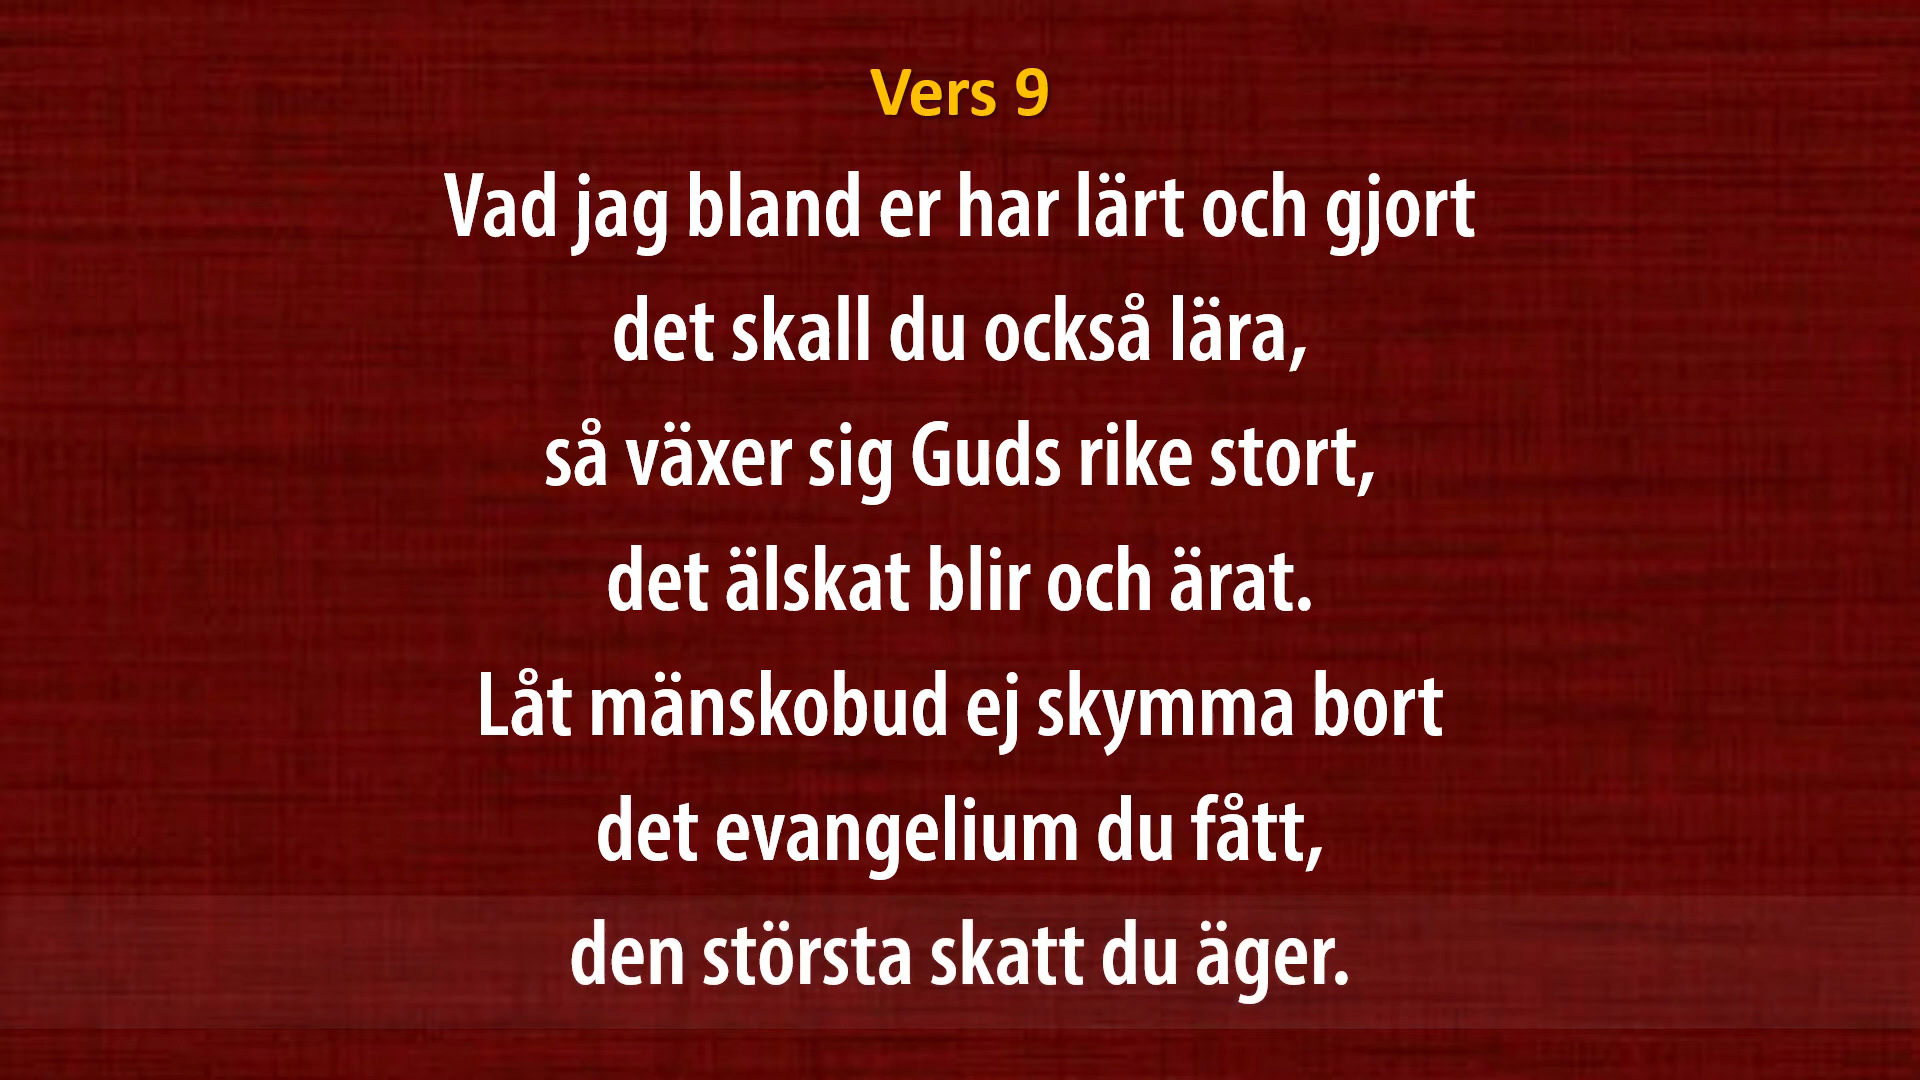 Vers 9
Vad jag bland er har lärt och gjort
det skall du också lära,
så växer sig Guds rike stort,
det älskat blir och ärat.
Låt mänskobud ej skymma bort
det evangelium du fått,
den största skatt du äger.